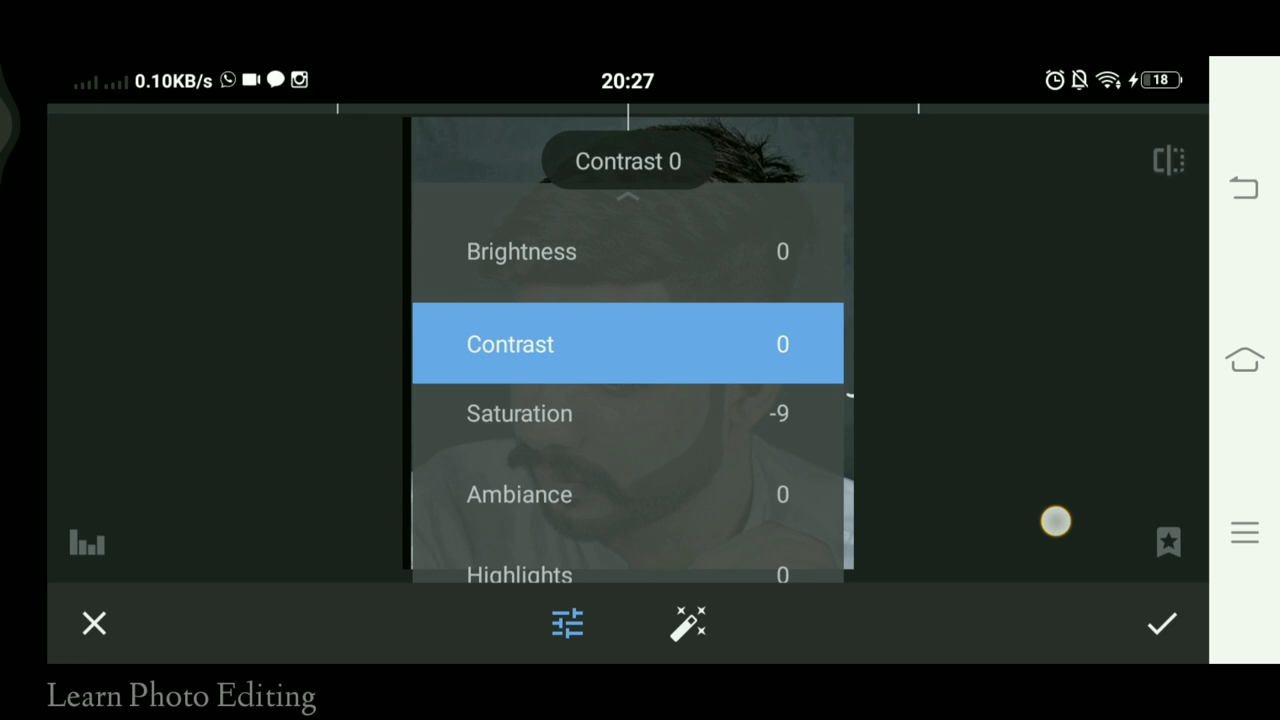 0.10KB/s 20:27 18
Contrast 0
Brightness 0
Contrast 0
Saturation -9
Ambiance 0
Highlights 0
Learn Photo Editing